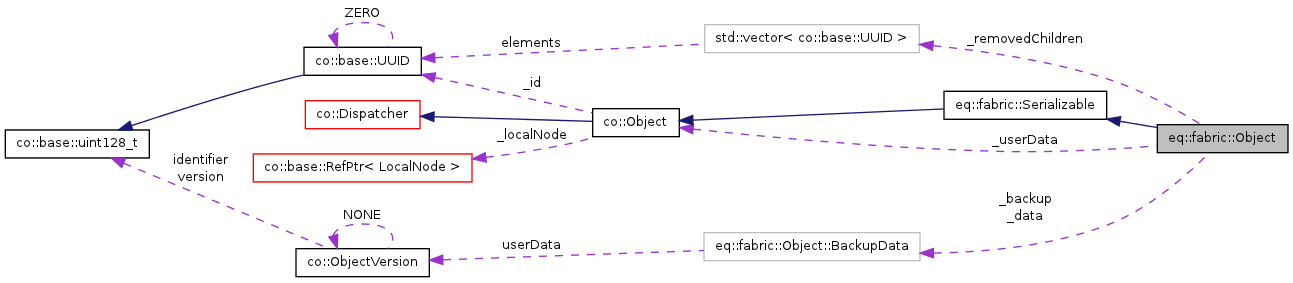 ZERO
std::vector< co::base::UUID >
_removedChildren
elements
co::base::UUID
_id
eq::fabric::Serializable
co::Dispatcher
co::Object
_localNode
_userData
eq::fabric::Object
co::base::uint128_t
identifier
version
co::base::RefPtr< LocalNode >
_backup
_data
NONE
userData
eq::fabric::Object::BackupData
co::ObjectVersion